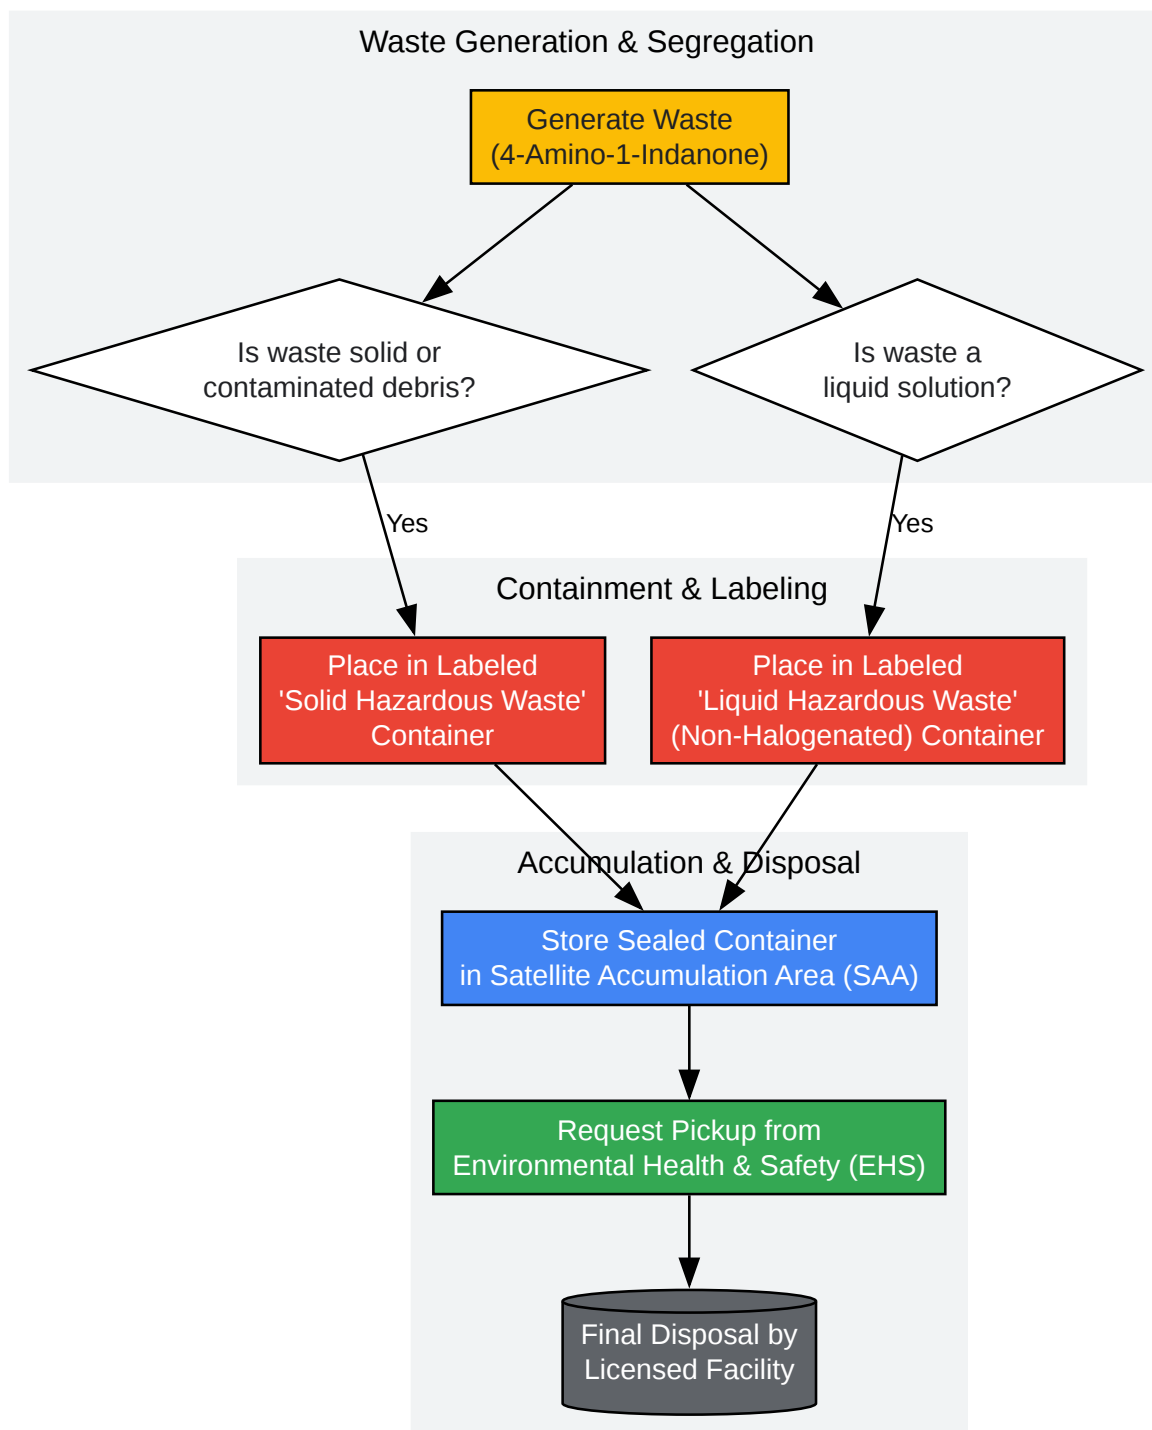 Waste Generation & Segregation
Generate Waste
(4-Amino-1-Indanone)
Is waste solid or
contaminated debris?
Is waste a
liquid solution?
Yes
Yes
Containment & Labeling
Place in Labeled
'Solid Hazardous Waste'
Container
Place in Labeled
'Liquid Hazardous Waste'
(Non-Halogenated) Container
Accumulation & Disposal
Store Sealed Container
in Satellite Accumulation Area (SAA)
Request Pickup from
Environmental Health & Safety (EHS)
Final Disposal by
Licensed Facility